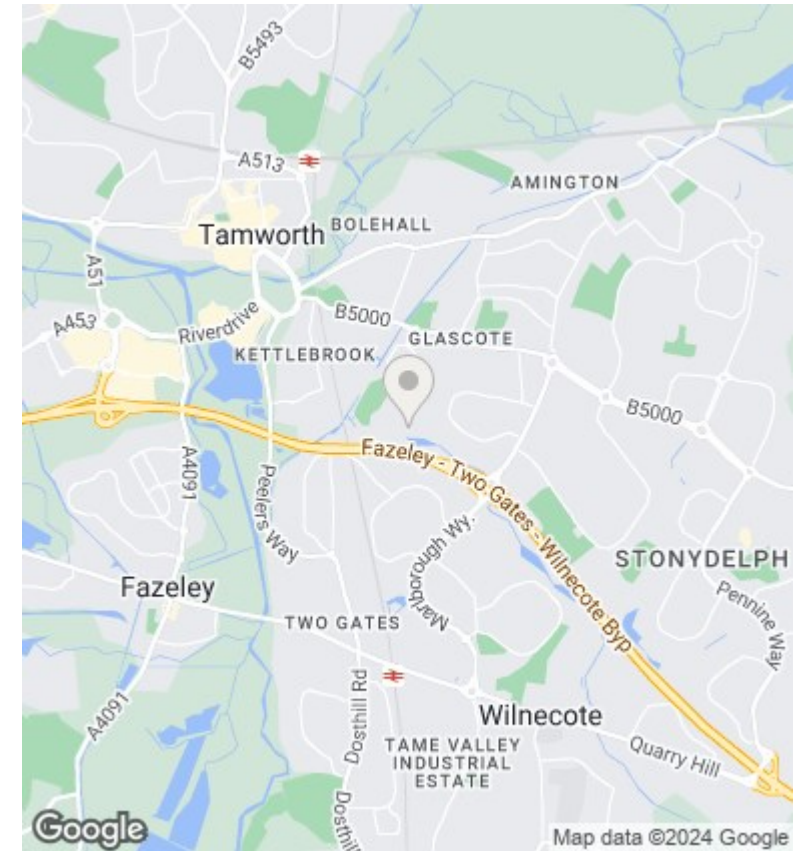 B5493
A513
AMINGTON
Tamworth
BOLEHALL
A51
A453
Riverdrive
B5000
GLASCOTE
KETTLEBROOK
B5000
Fazeley - Two Gates - Wilnecote Byp
A4091
Peelers Way
Marlborough Wy.
STONYDELPH
Fazeley
Pennine Way
TWO GATES
Dosthill Rd
A4091
Wilnecote
Quarry Hill
TAME VALLEY
INDUSTRIAL
ESTATE
Dosthill
Google
Map data ©2024 Google